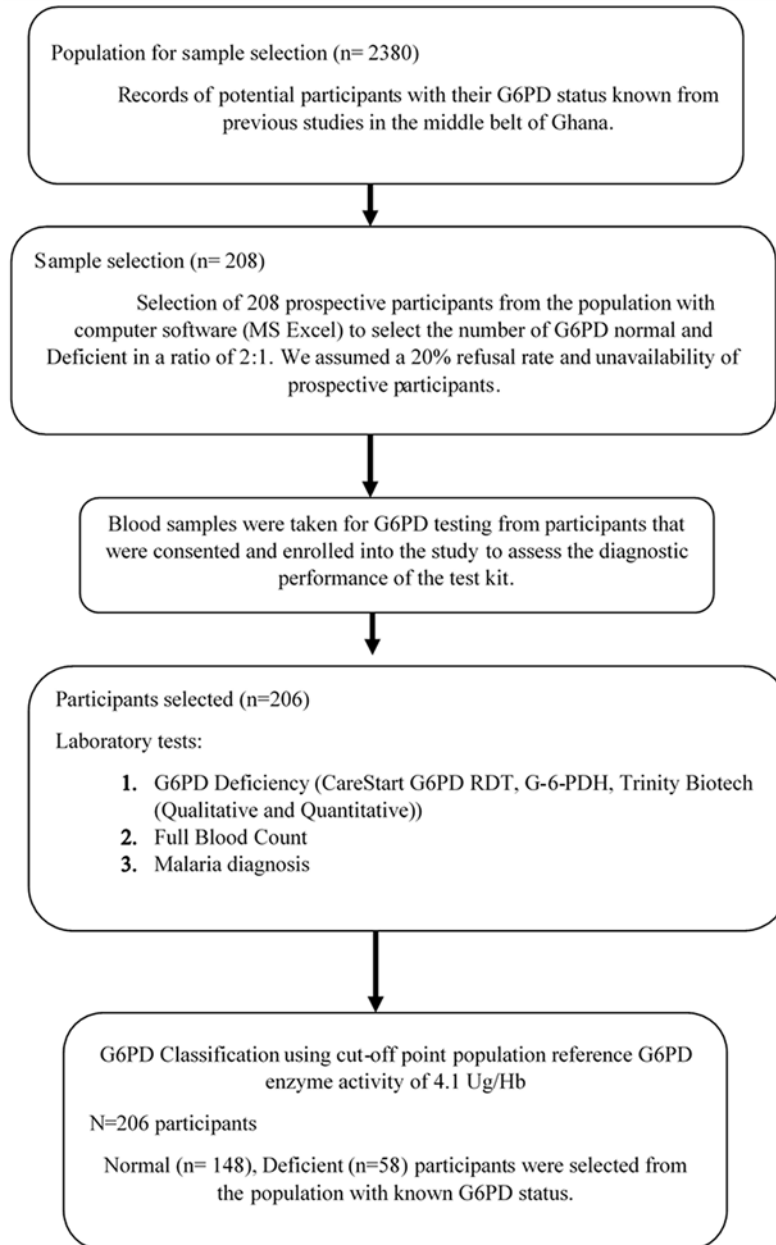 Population for sample selection (n= 2380)
Records of potential participants with their G6PD status known from
previous studies in the middle belt of Ghana.
Sample selection (n= 208)
Selection of 208 prospective participants from the population with
computer software (MS Excel) to select the number of G6PD normal and
Deficient in a ratio of 2:1. We assumed a 20% refusal rate and unavailability of
prospective participants.
Blood samples were taken for G6PD testing from participants that
were consented and enrolled into the study to assess the diagnostic
performance of the test kit.
Participants selected (n=206)
Laboratory tests:
1. G6PD Deficiency (CareStart G6PD RDT, G-6-PDH, Trinity Biotech
(Qualitative and Quantitative))
2. Full Blood Count
3. Malaria diagnosis
G6PD Classification using cut-off point population reference G6PD
enzyme activity of 4.1 Ug/Hb
N=206 participants
Normal (n= 148), Deficient (n=58) participants were selected from
the population with known G6PD status.